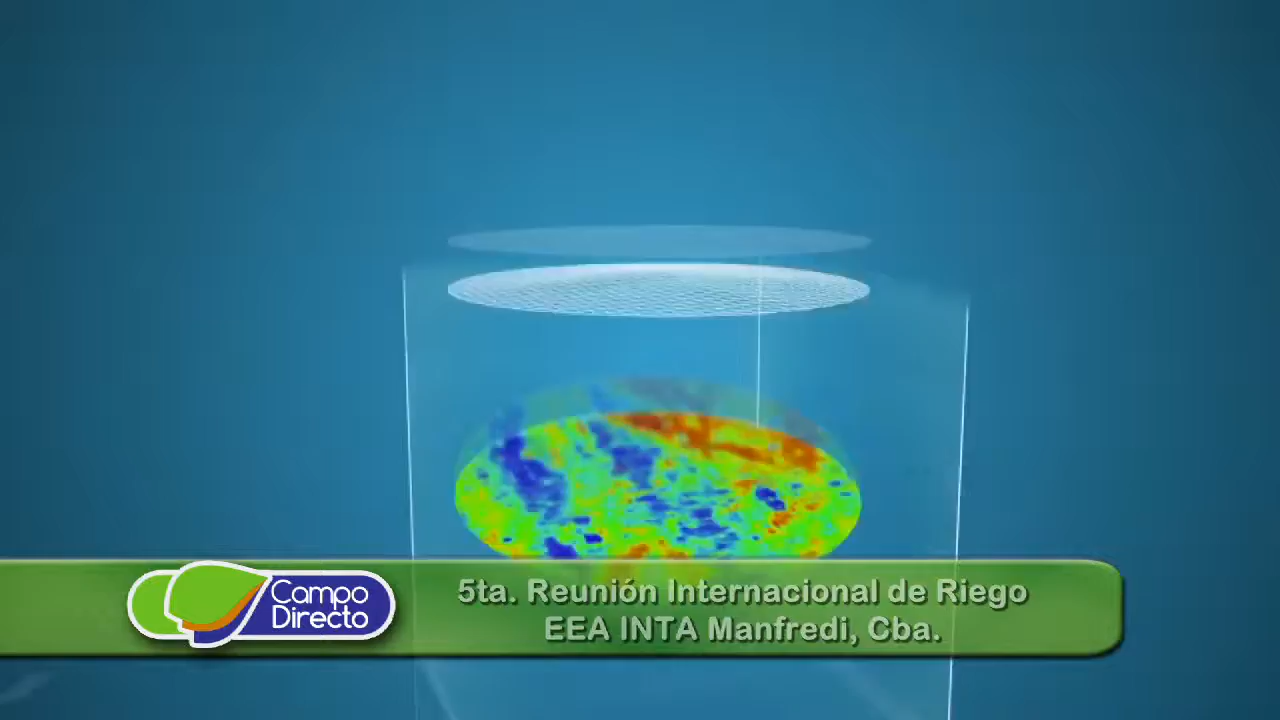 Campo
Directo
5ta. Reunión Internacional de Riego
EEA INTA Manfredi, Cba.